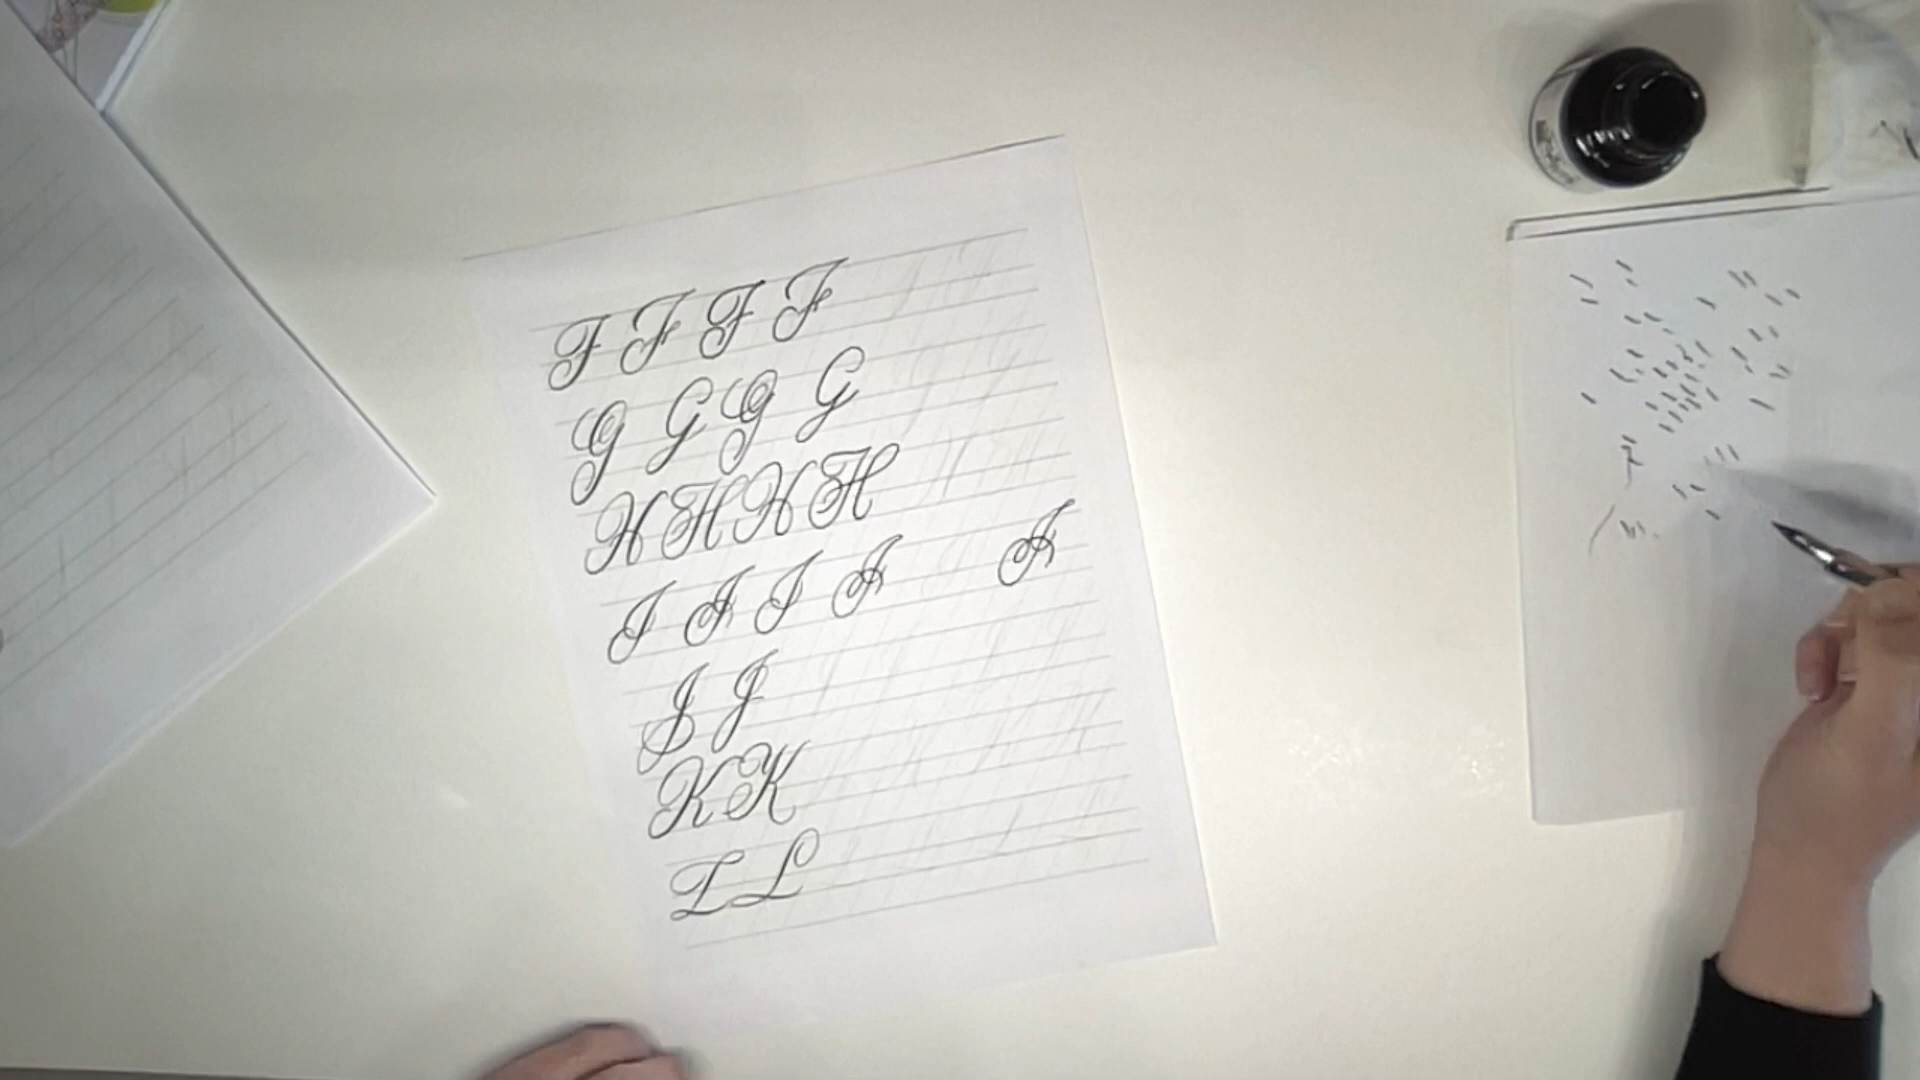 F F F F
G G G G
H H H H
I I I I I
J J
K K
L L